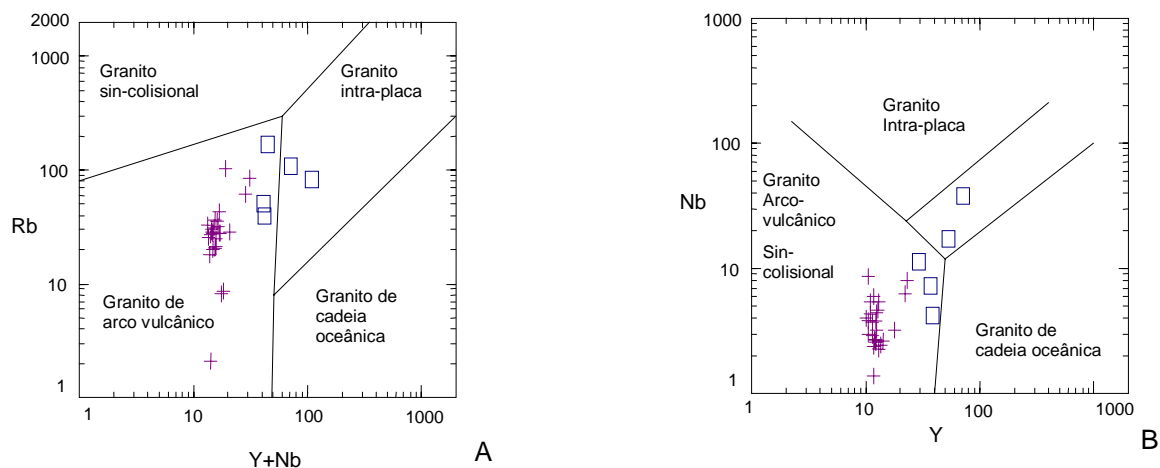 2000
1000
100
10
1
Rb
Granito
sin-colisional
Granito
intra-placa
Granito de
arco vulcânico
Granito de
cadeia
oceânica
1
10
100
1000
Y+Nb
A
1000
100
10
1
Nb
Granito
Intra-placa
Granito
Arco-
vulcânico
Sin-
colisional
Granito de
cadeia oceânica
1
10
100
1000
Y
B